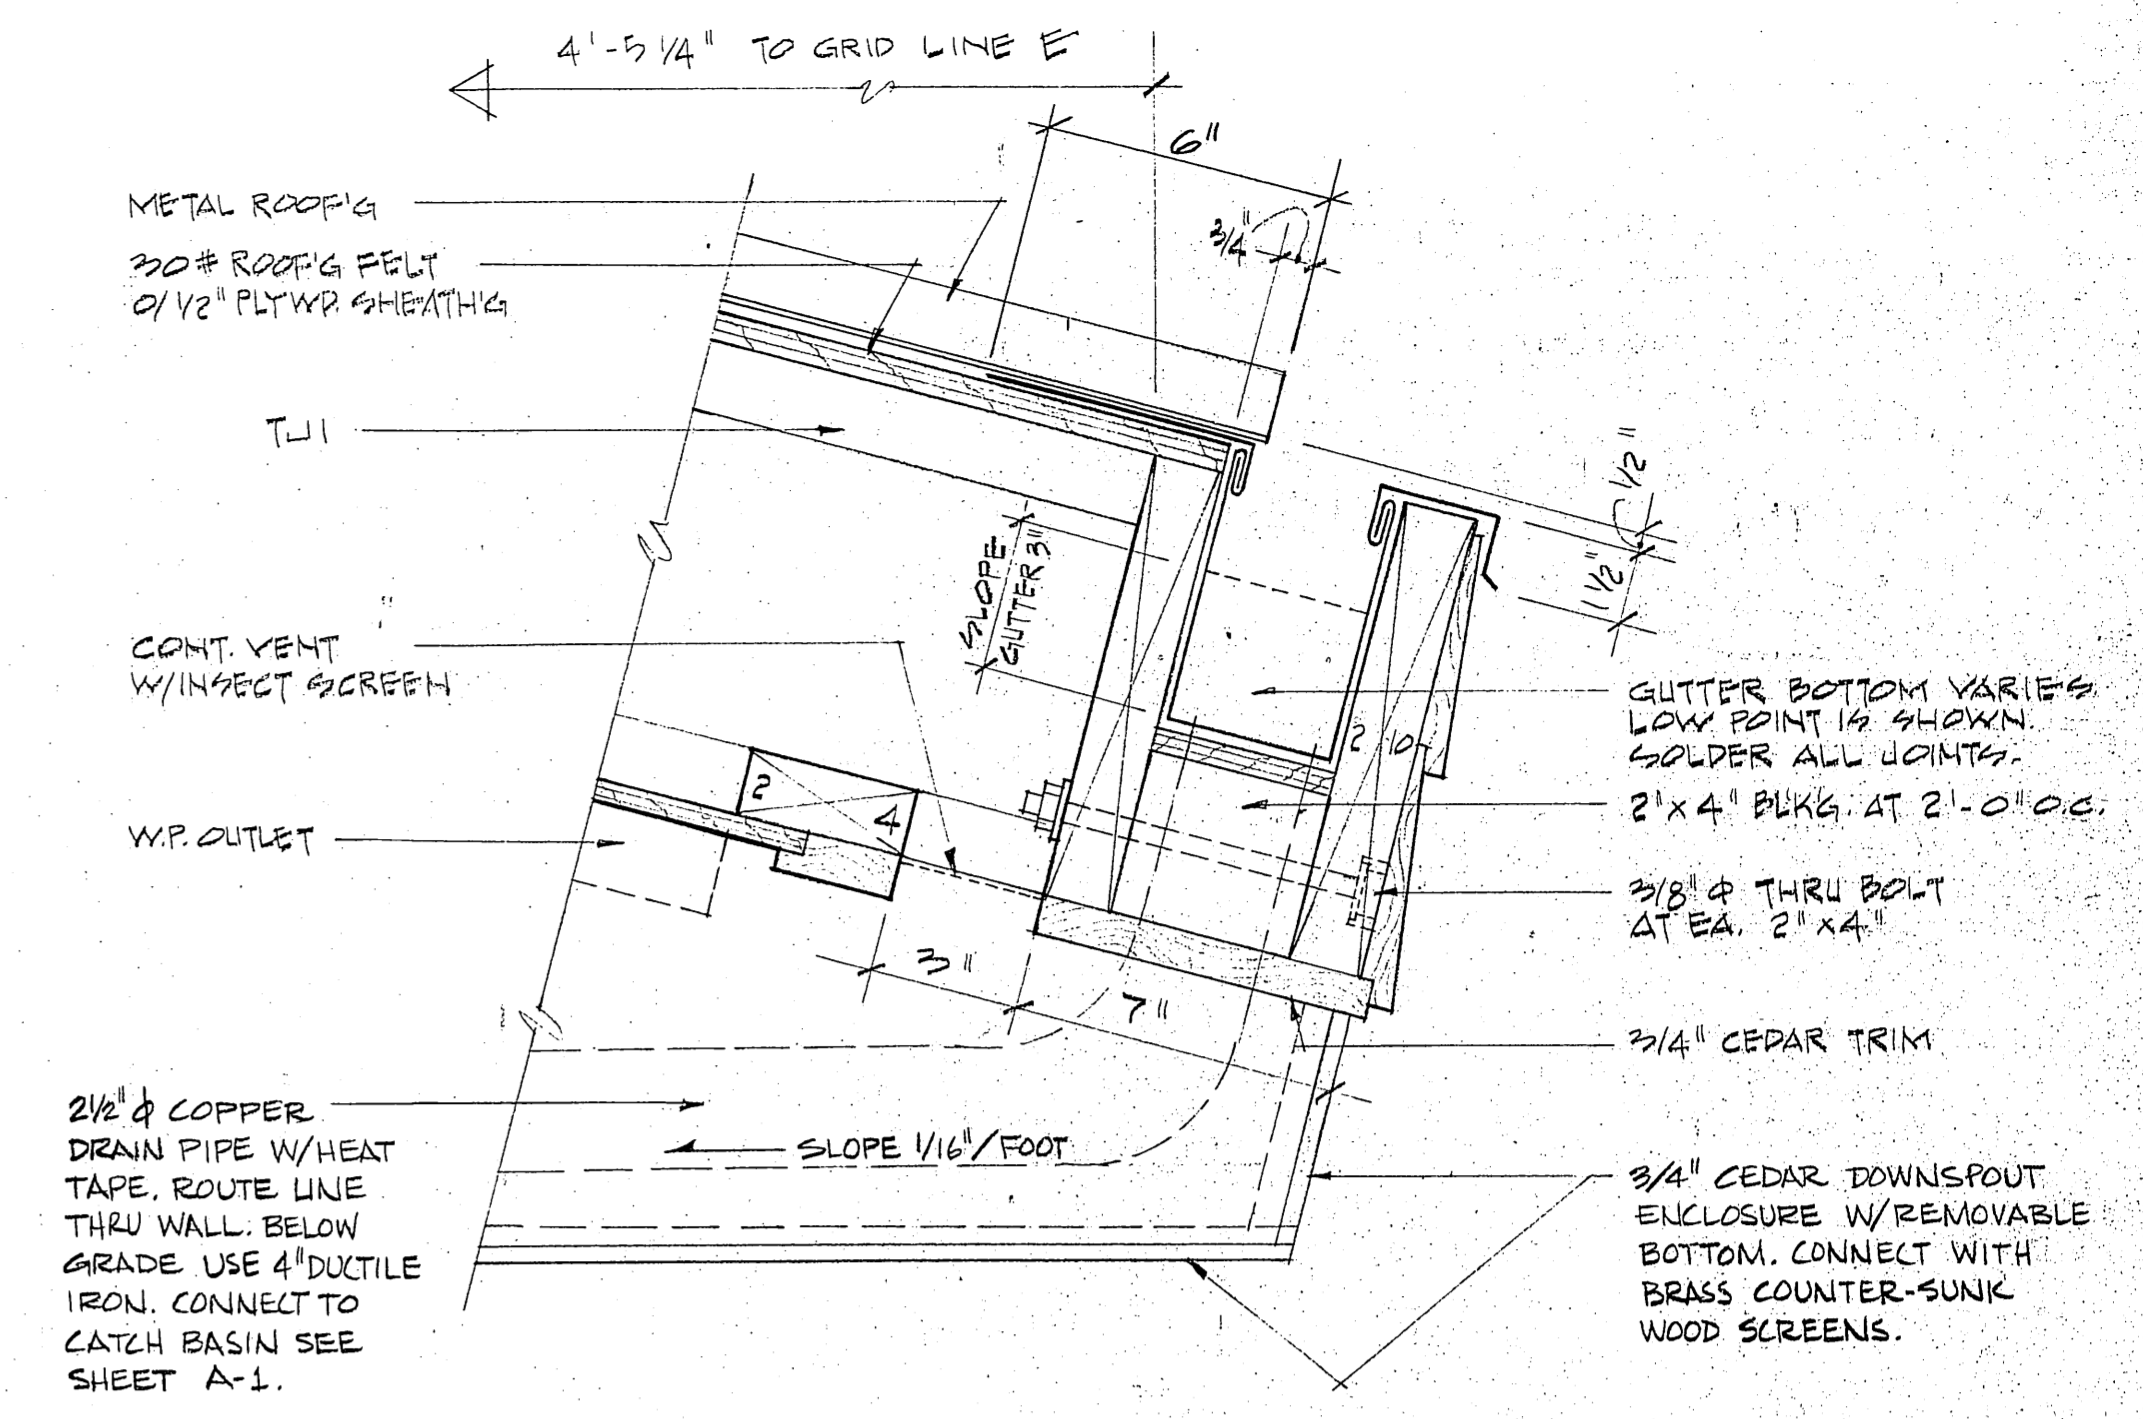 4'-5 1/4" TO GRID LINE E
6"
3/4"
METAL ROOF'G
30# ROOF'G FELT
O/ 1/2" PLYWD. SHEATH'G
TJI
1/2"
1 1/2"
SLOPE
GUTTER 3"
CONT. VENT
W/INSECT SCREEN
GUTTER BOTTOM VARIES
LOW POINT IS SHOWN.
SOLDER ALL JOINTS.
2 10
2 4
2"x4" BLKG. AT 2'-0" O.C.
W.P. OUTLET
3/8" φ THRU BOLT
AT EA. 2"x4"
3"
7"
3/4" CEDAR TRIM
2 1/2" φ COPPER
DRAIN PIPE W/HEAT
TAPE. ROUTE LINE
THRU WALL. BELOW
GRADE USE 4" DUCTILE
IRON. CONNECT TO
CATCH BASIN SEE
SHEET A-1.
SLOPE 1/16"/FOOT
3/4" CEDAR DOWNSPOUT
ENCLOSURE W/REMOVABLE
BOTTOM. CONNECT WITH
BRASS COUNTER-SUNK
WOOD SCREENS.